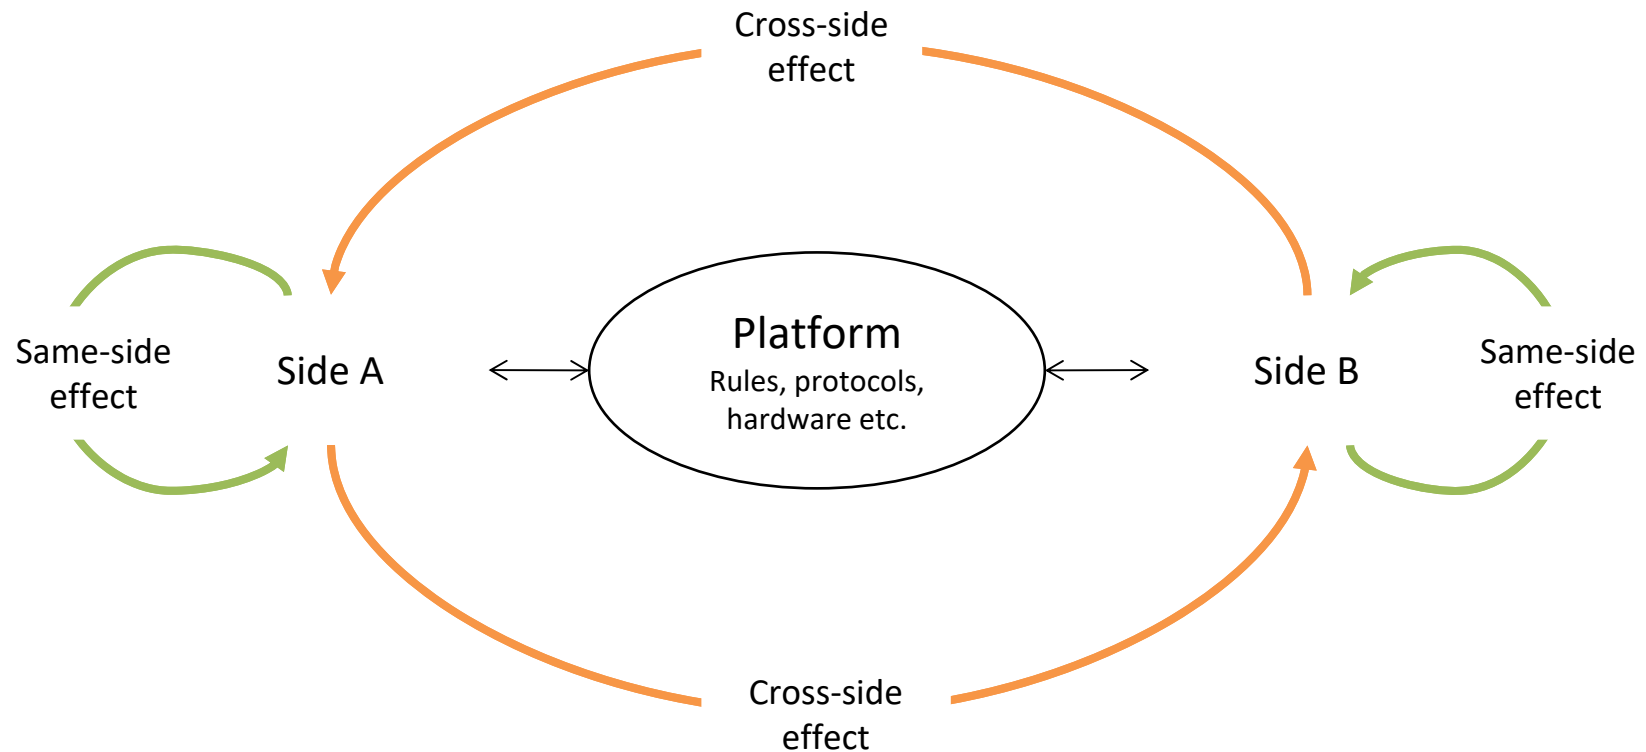 Cross-side
effect
Same-side
effect
Side A
Platform
Rules, protocols,
hardware etc.
Side B
Same-side
effect
Cross-side
effect